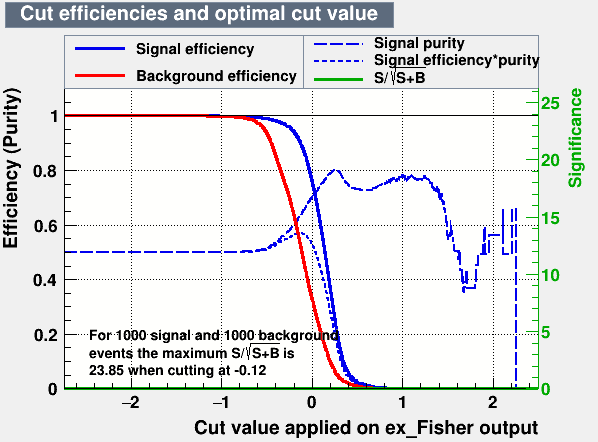 Cut efficiencies and optimal cut value
Signal efficiency
Background efficiency
Signal purity
Signal efficiency*purity
S/√S+B
Efficiency (Purity)
1
0.8
0.6
0.4
0.2
0
Significance
25
20
15
10
5
0
For 1000 signal and 1000 background
events the maximum S/√S+B is
23.85 when cutting at -0.12
−2
−1
0
1
2
Cut value applied on ex_Fisher output